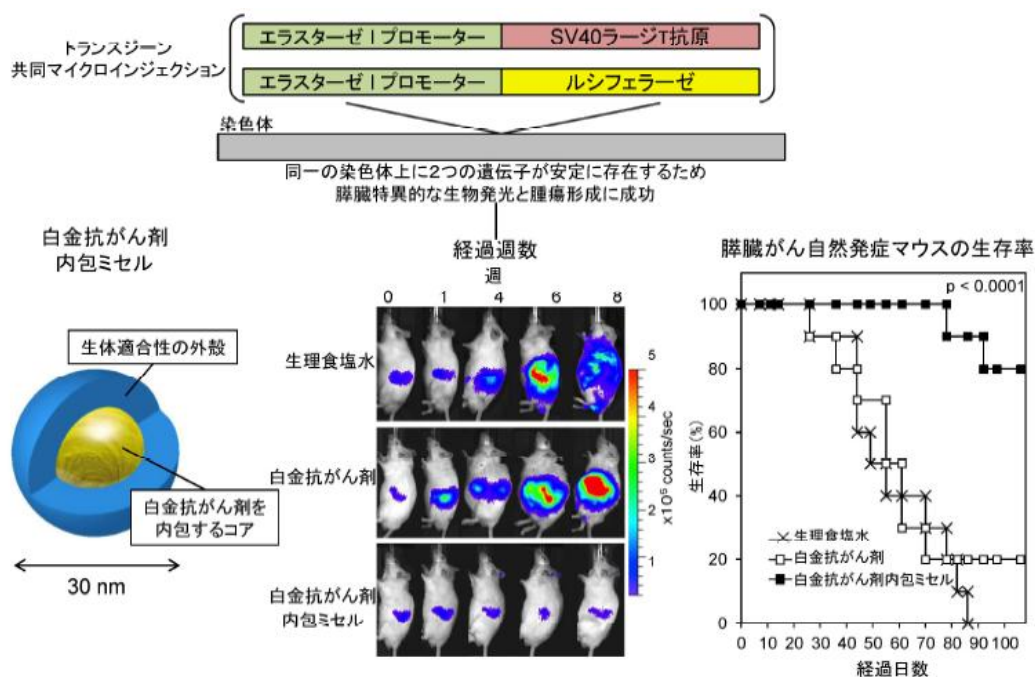 トランスジーン
共同マイクロインジェクション
エラスターゼ I プロモーター
SV40ラージT抗原
エラスターゼ I プロモーター
ルシフェラーゼ
染色体
同一の染色体上に2つの遺伝子が安定に存在するため
膵臓特異的な生物発光と腫瘍形成に成功
白金抗がん剤
内包ミセル
生体適合性の外殻
白金抗がん剤を
内包するコア
30 nm
経過週数
週
0 1 4 6 8
生理食塩水
白金抗がん剤
白金抗がん剤
内包ミセル
5
4
3
2
1
x10⁶ counts/sec
膵臓がん自然発症マウスの生存率
p < 0.0001
100
80
60
40
20
0
生存率(%)
生理食塩水
白金抗がん剤
白金抗がん剤内包ミセル
0 10 20 30 40 50 60 70 80 90 100
経過日数